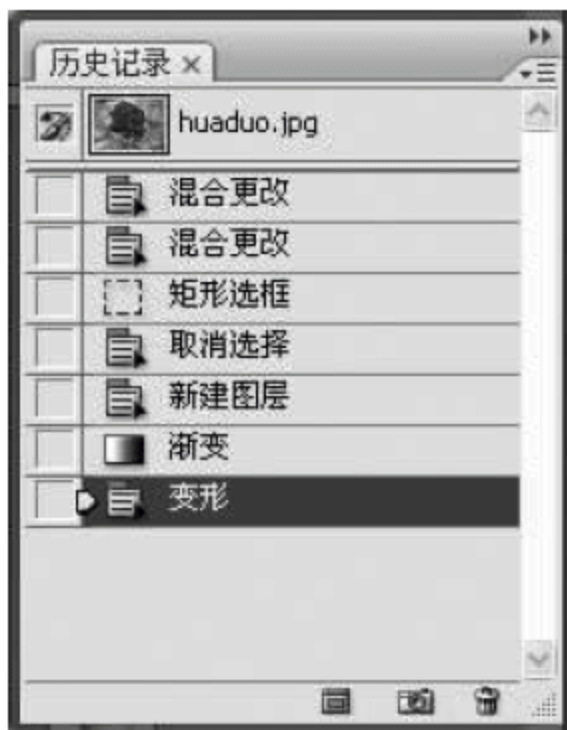 历史记录 ×
huaduo.jpg
混合更改
混合更改
矩形选框
取消选择
新建图层
渐变
变形